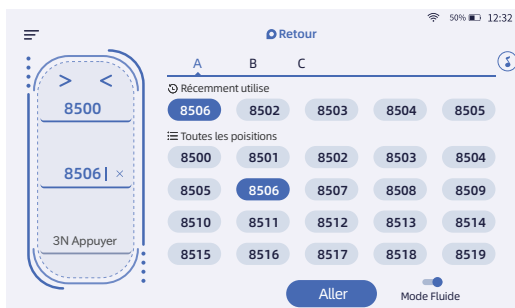 50% 12:32
Retour
A B C
> <
8500
8506 ×
3N Appuyer
Récemment utilise
8506 8502 8503 8504 8505
Toutes les poisitions
8500 8501 8502 8503 8504
8505 8506 8507 8508 8509
8510 8511 8512 8513 8514
8515 8516 8517 8518 8519
Aller
Mode Fluide